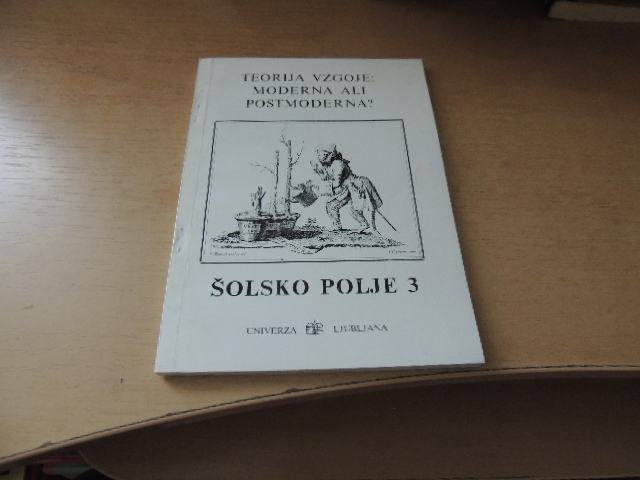 TEORIJA VZGOJE:
MODERNA ALI
POSTMODERNA?
ŠOLSKO POLJE 3
UNIVERZA LJUBLJANA